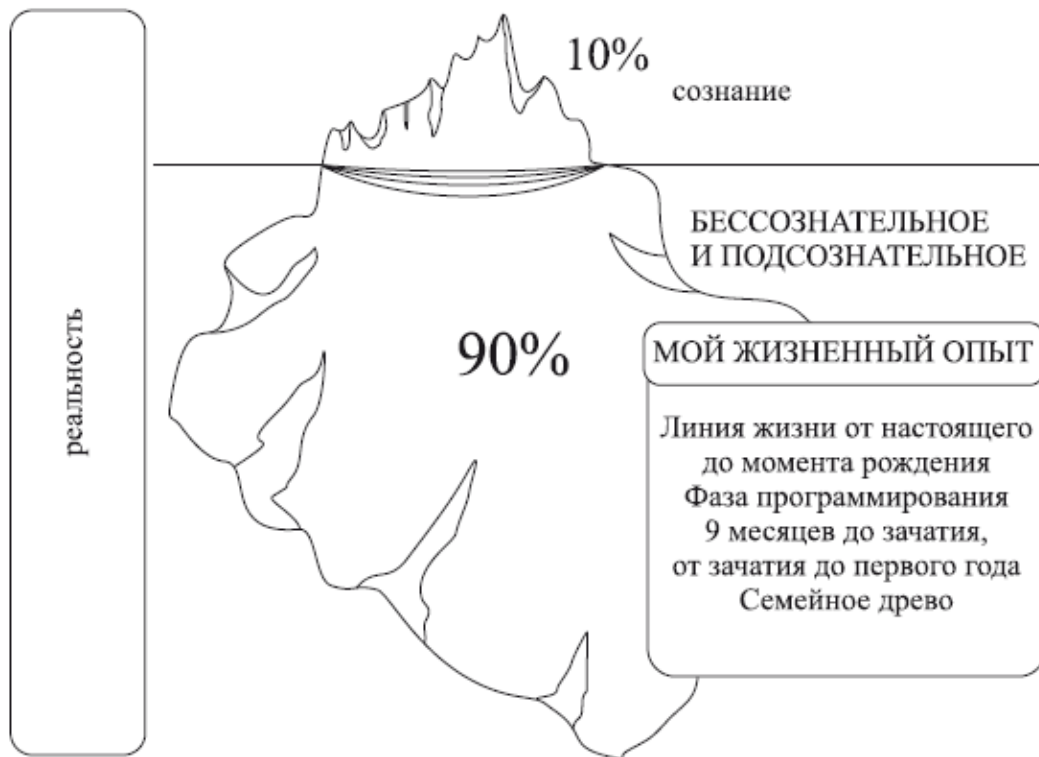 10%
сознание
БЕССОЗНАТЕЛЬНОЕ
И ПОДСОЗНАТЕЛЬНОЕ
реальность
90%
МОЙ ЖИЗНЕННЫЙ ОПЫТ
Линия жизни от настоящего
до момента рождения
Фаза программирования
9 месяцев до зачатия,
от зачатия до первого года
Семейное древо